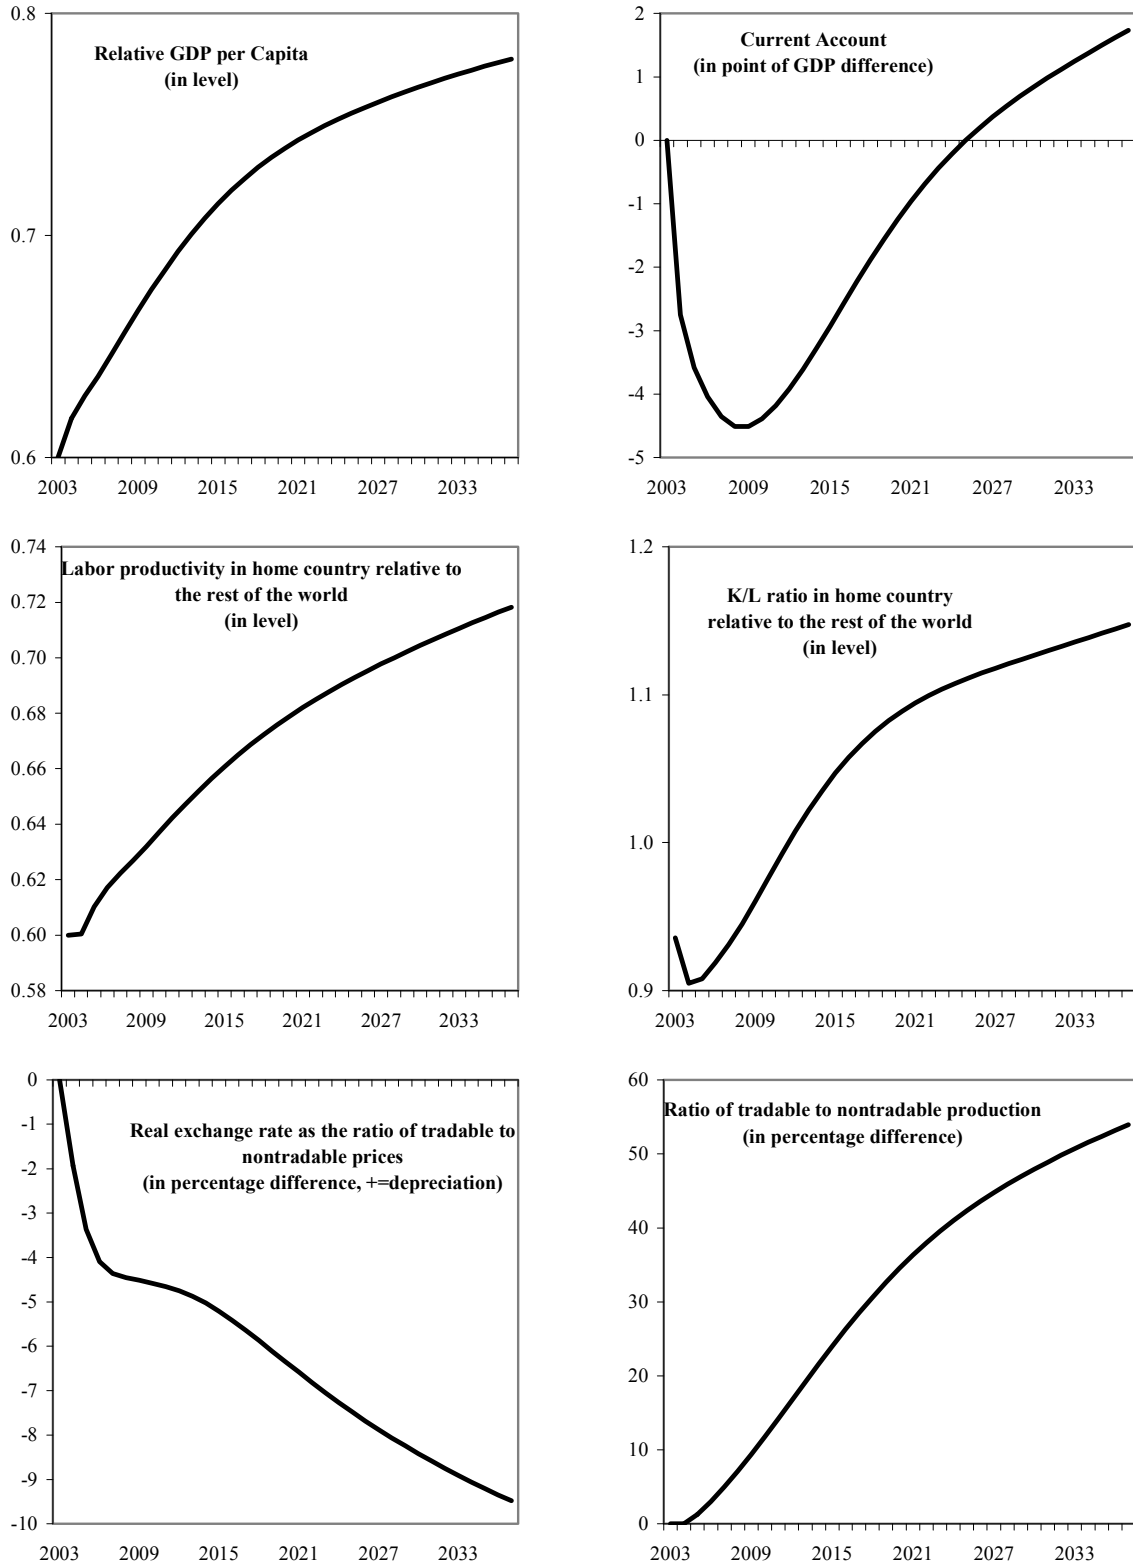 Relative GDP per Capita
(in level)
0.8
0.7
0.6
2003 2009 2015 2021 2027 2033
Current Account
(in point of GDP difference)
2
1
0
-1
-2
-3
-4
-5
2003 2009 2015 2021 2027 2033
Labor productivity in home country relative to
the rest of the world
(in level)
0.74
0.72
0.70
0.68
0.66
0.64
0.62
0.60
0.58
2003 2009 2015 2021 2027 2033
K/L ratio in home country
relative to the rest of the world
(in level)
1.2
1.1
1.0
0.9
2003 2009 2015 2021 2027 2033
Real exchange rate as the ratio of tradable to
nontradable prices
(in percentage difference, +=depreciation)
0
-1
-2
-3
-4
-5
-6
-7
-8
-9
-10
2003 2009 2015 2021 2027 2033
Ratio of tradable to nontradable production
(in percentage difference)
60
50
40
30
20
10
0
2003 2009 2015 2021 2027 2033